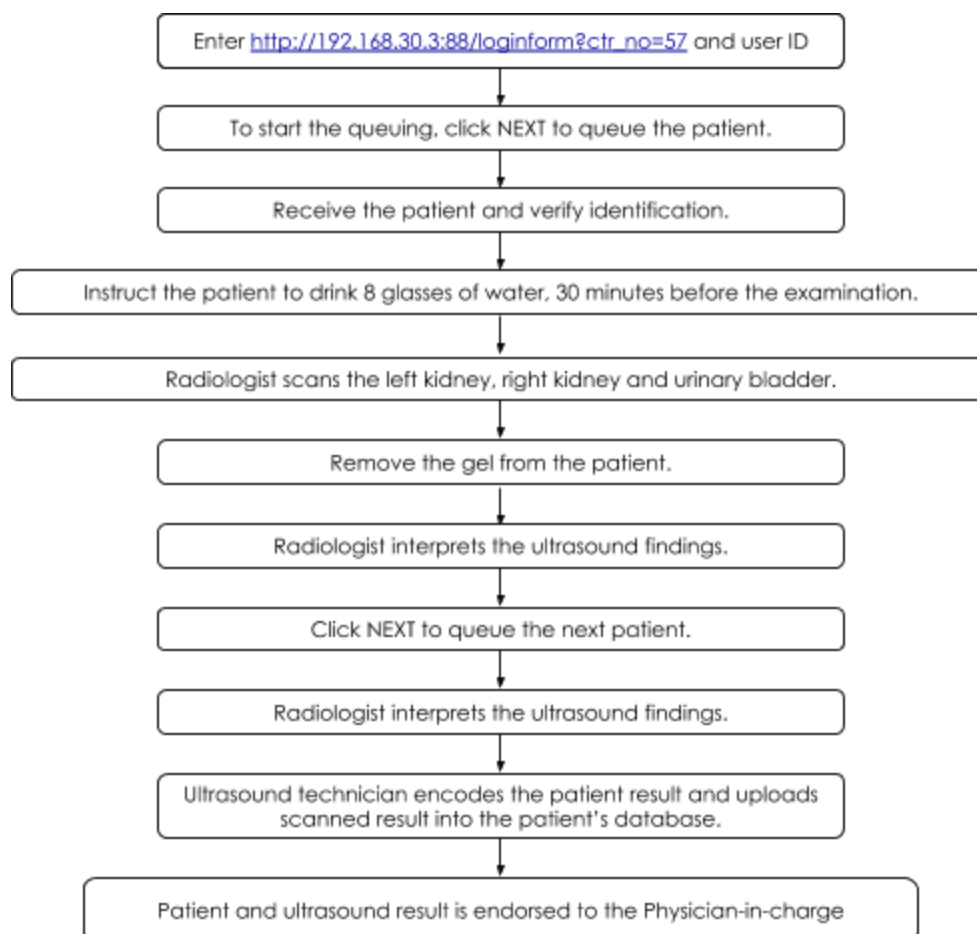 Enter http://192.168.30.3:88/loginform?ctr_no=57 and user ID
To start the queuing, click NEXT to queue the patient.
Receive the patient and verify identification.
Instruct the patient to drink 8 glasses of water, 30 minutes before the examination.
Radiologist scans the left kidney, right kidney and urinary bladder.
Remove the gel from the patient.
Radiologist interprets the ultrasound findings.
Click NEXT to queue the next patient.
Radiologist interprets the ultrasound findings.
Ultrasound technician encodes the patient result and uploads
scanned result into the patient’s database.
Patient and ultrasound result is endorsed to the Physician-in-charge